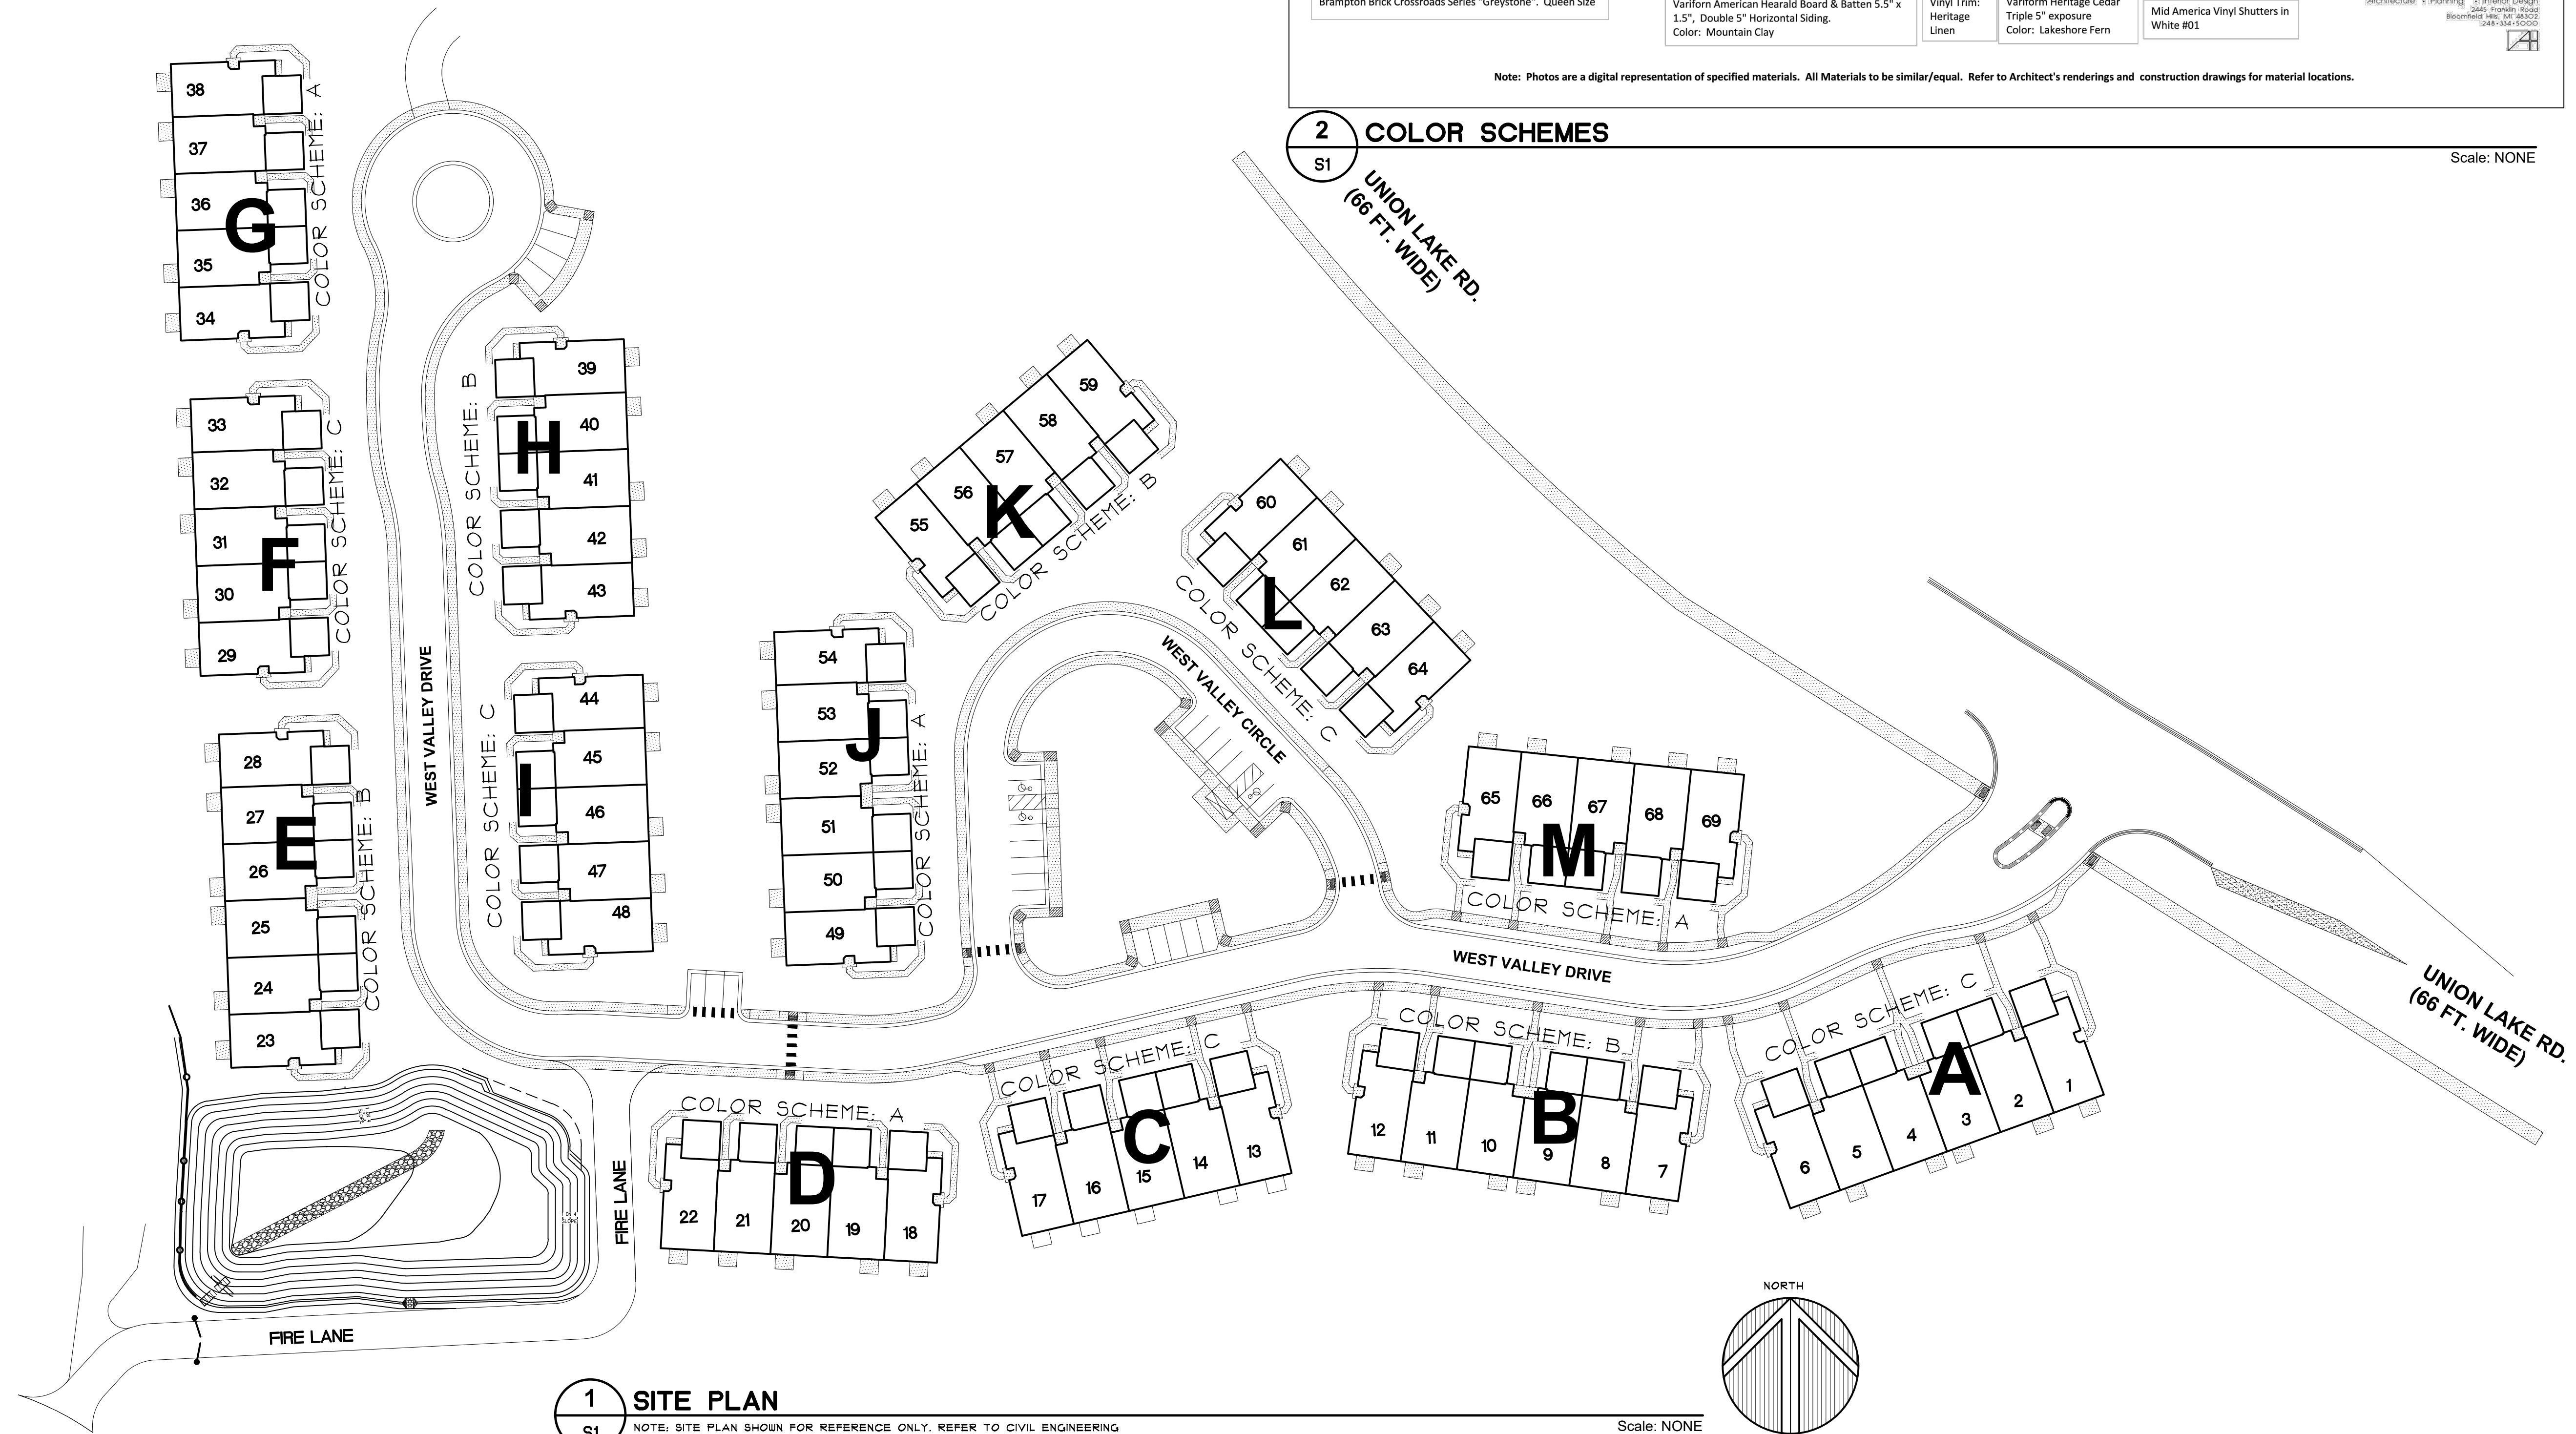 Brampton Brick Crossroads Series "Greystone". Queen Size
Variforn American Hearald Board & Batten 5.5" x
1.5", Double 5" Horizontal Siding.
Color: Mountain Clay
Vinyl Trim:
Heritage
Linen
Variform Heritage Cedar
Triple 5" exposure
Color: Lakeshore Fern
Mid America Vinyl Shutters in
White #01
Architecture • Planning • Interior Design
2445 Franklin Road
Bloomfield Hills, MI 48302
248•334•5000
Note: Photos are a digital representation of specified materials. All Materials to be similar/equal. Refer to Architect's renderings and construction drawings for material locations.
2
S1
COLOR SCHEMES
Scale: NONE
UNION LAKE RD.
(66 FT. WIDE)
38
37
36
35
34
G
COLOR SCHEME: A
33
32
31
30
29
F
COLOR SCHEME: C
28
27
26
25
24
23
E
COLOR SCHEME: B
39
40
41
42
43
H
COLOR SCHEME: B
44
45
46
47
48
I
COLOR SCHEME: C
WEST VALLEY DRIVE
54
53
52
51
50
49
J
COLOR SCHEME: A
55
56
57
58
59
K
COLOR SCHEME: B
60
61
62
63
64
L
COLOR SCHEME: C
WEST VALLEY CIRCLE
65
66
67
68
69
M
COLOR SCHEME: A
WEST VALLEY DRIVE
UNION LAKE RD.
(66 FT. WIDE)
COLOR SCHEME: A
22
21
20
19
18
D
COLOR SCHEME: C
17
16
15
14
13
C
COLOR SCHEME: B
12
11
10
9
8
7
B
COLOR SCHEME: C
6
5
4
3
2
1
A
FIRE LANE
FIRE LANE
NORTH
1
S1
SITE PLAN
NOTE: SITE PLAN SHOWN FOR REFERENCE ONLY. REFER TO CIVIL ENGINEERING
Scale: NONE